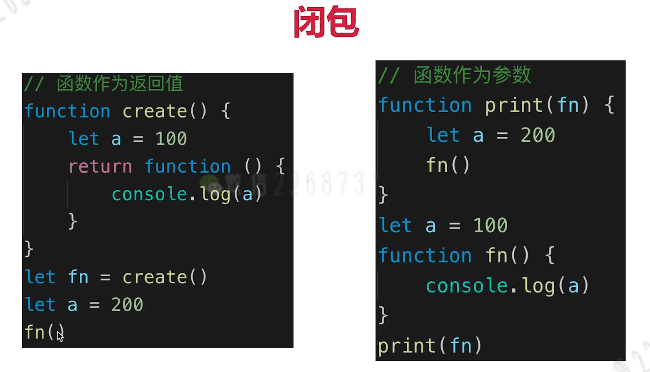 闭包
// 函数作为返回值
function create() {
    let a = 100
    return function () {
        console.log(a)
    }
}
let fn = create()
let a = 200
fn()
// 函数作为参数
function print(fn) {
    let a = 200
    fn()
}
let a = 100
function fn() {
    console.log(a)
}
print(fn)